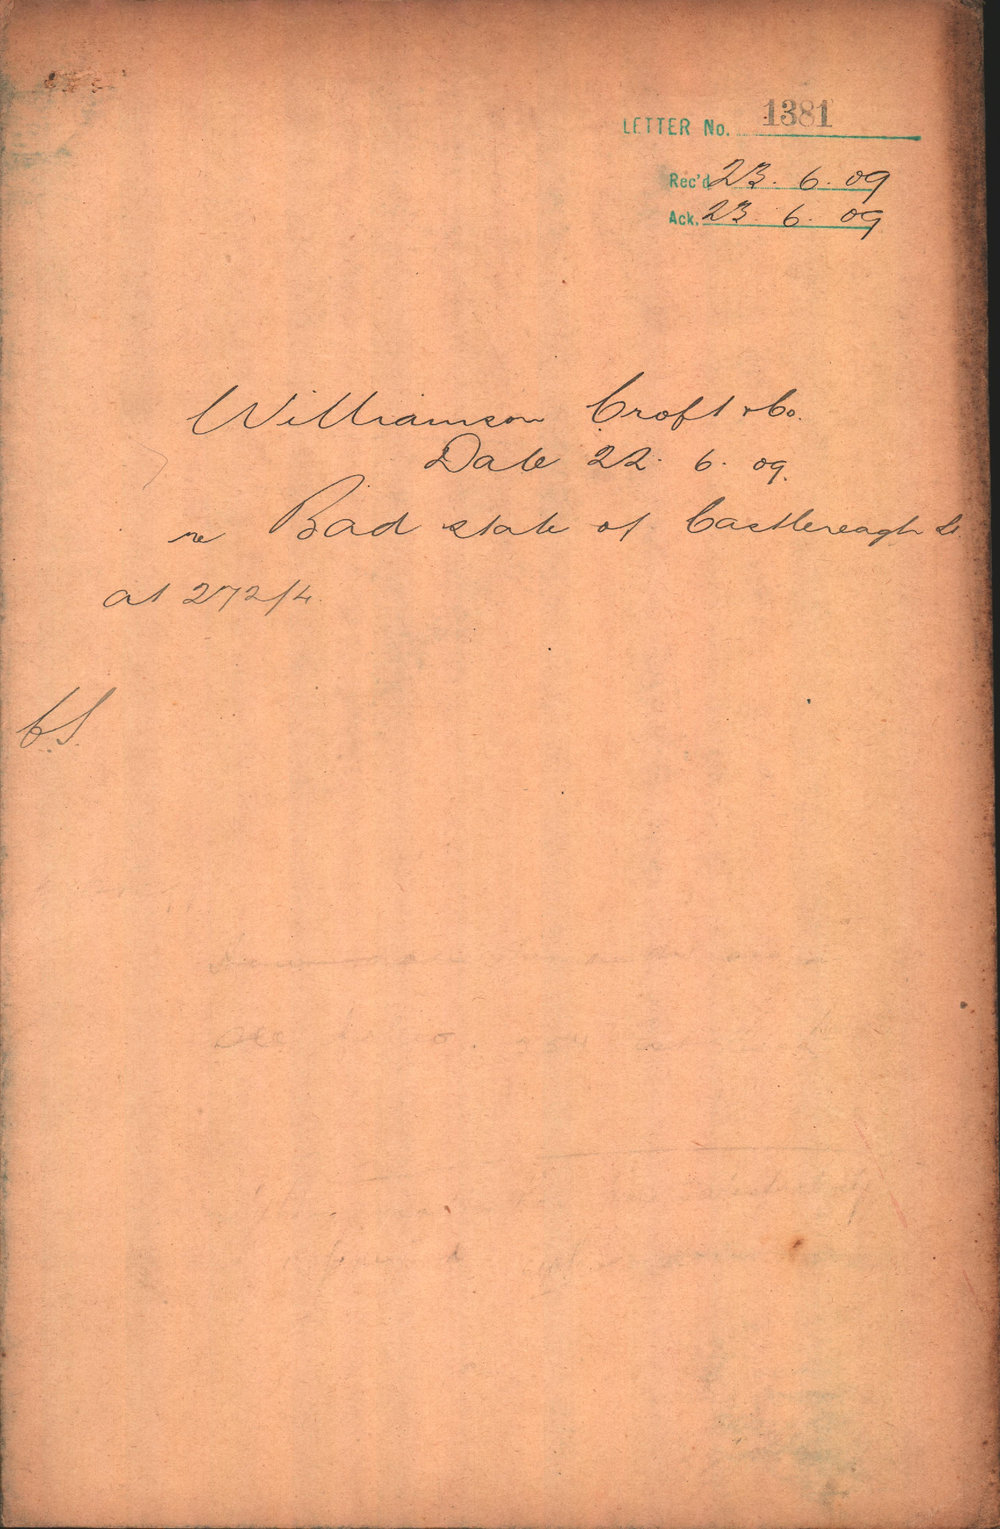 LETTER No. 1381
Rec'd 23. 6. 09
Ack. 23. 6. 09
Williamson Croft & Co.
Date 22. 6. 09.
re Bad state of Castlereagh St
at 272/4
C.S.